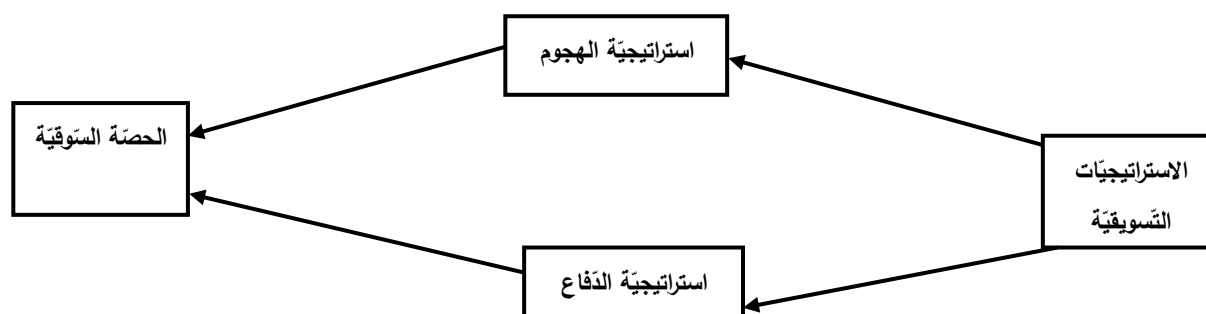 استراتيجيّة الهجوم
الحصّة السّوقيّة
الاستراتيجيّات
التّسويقيّة
استراتيجيّة الدّفاع